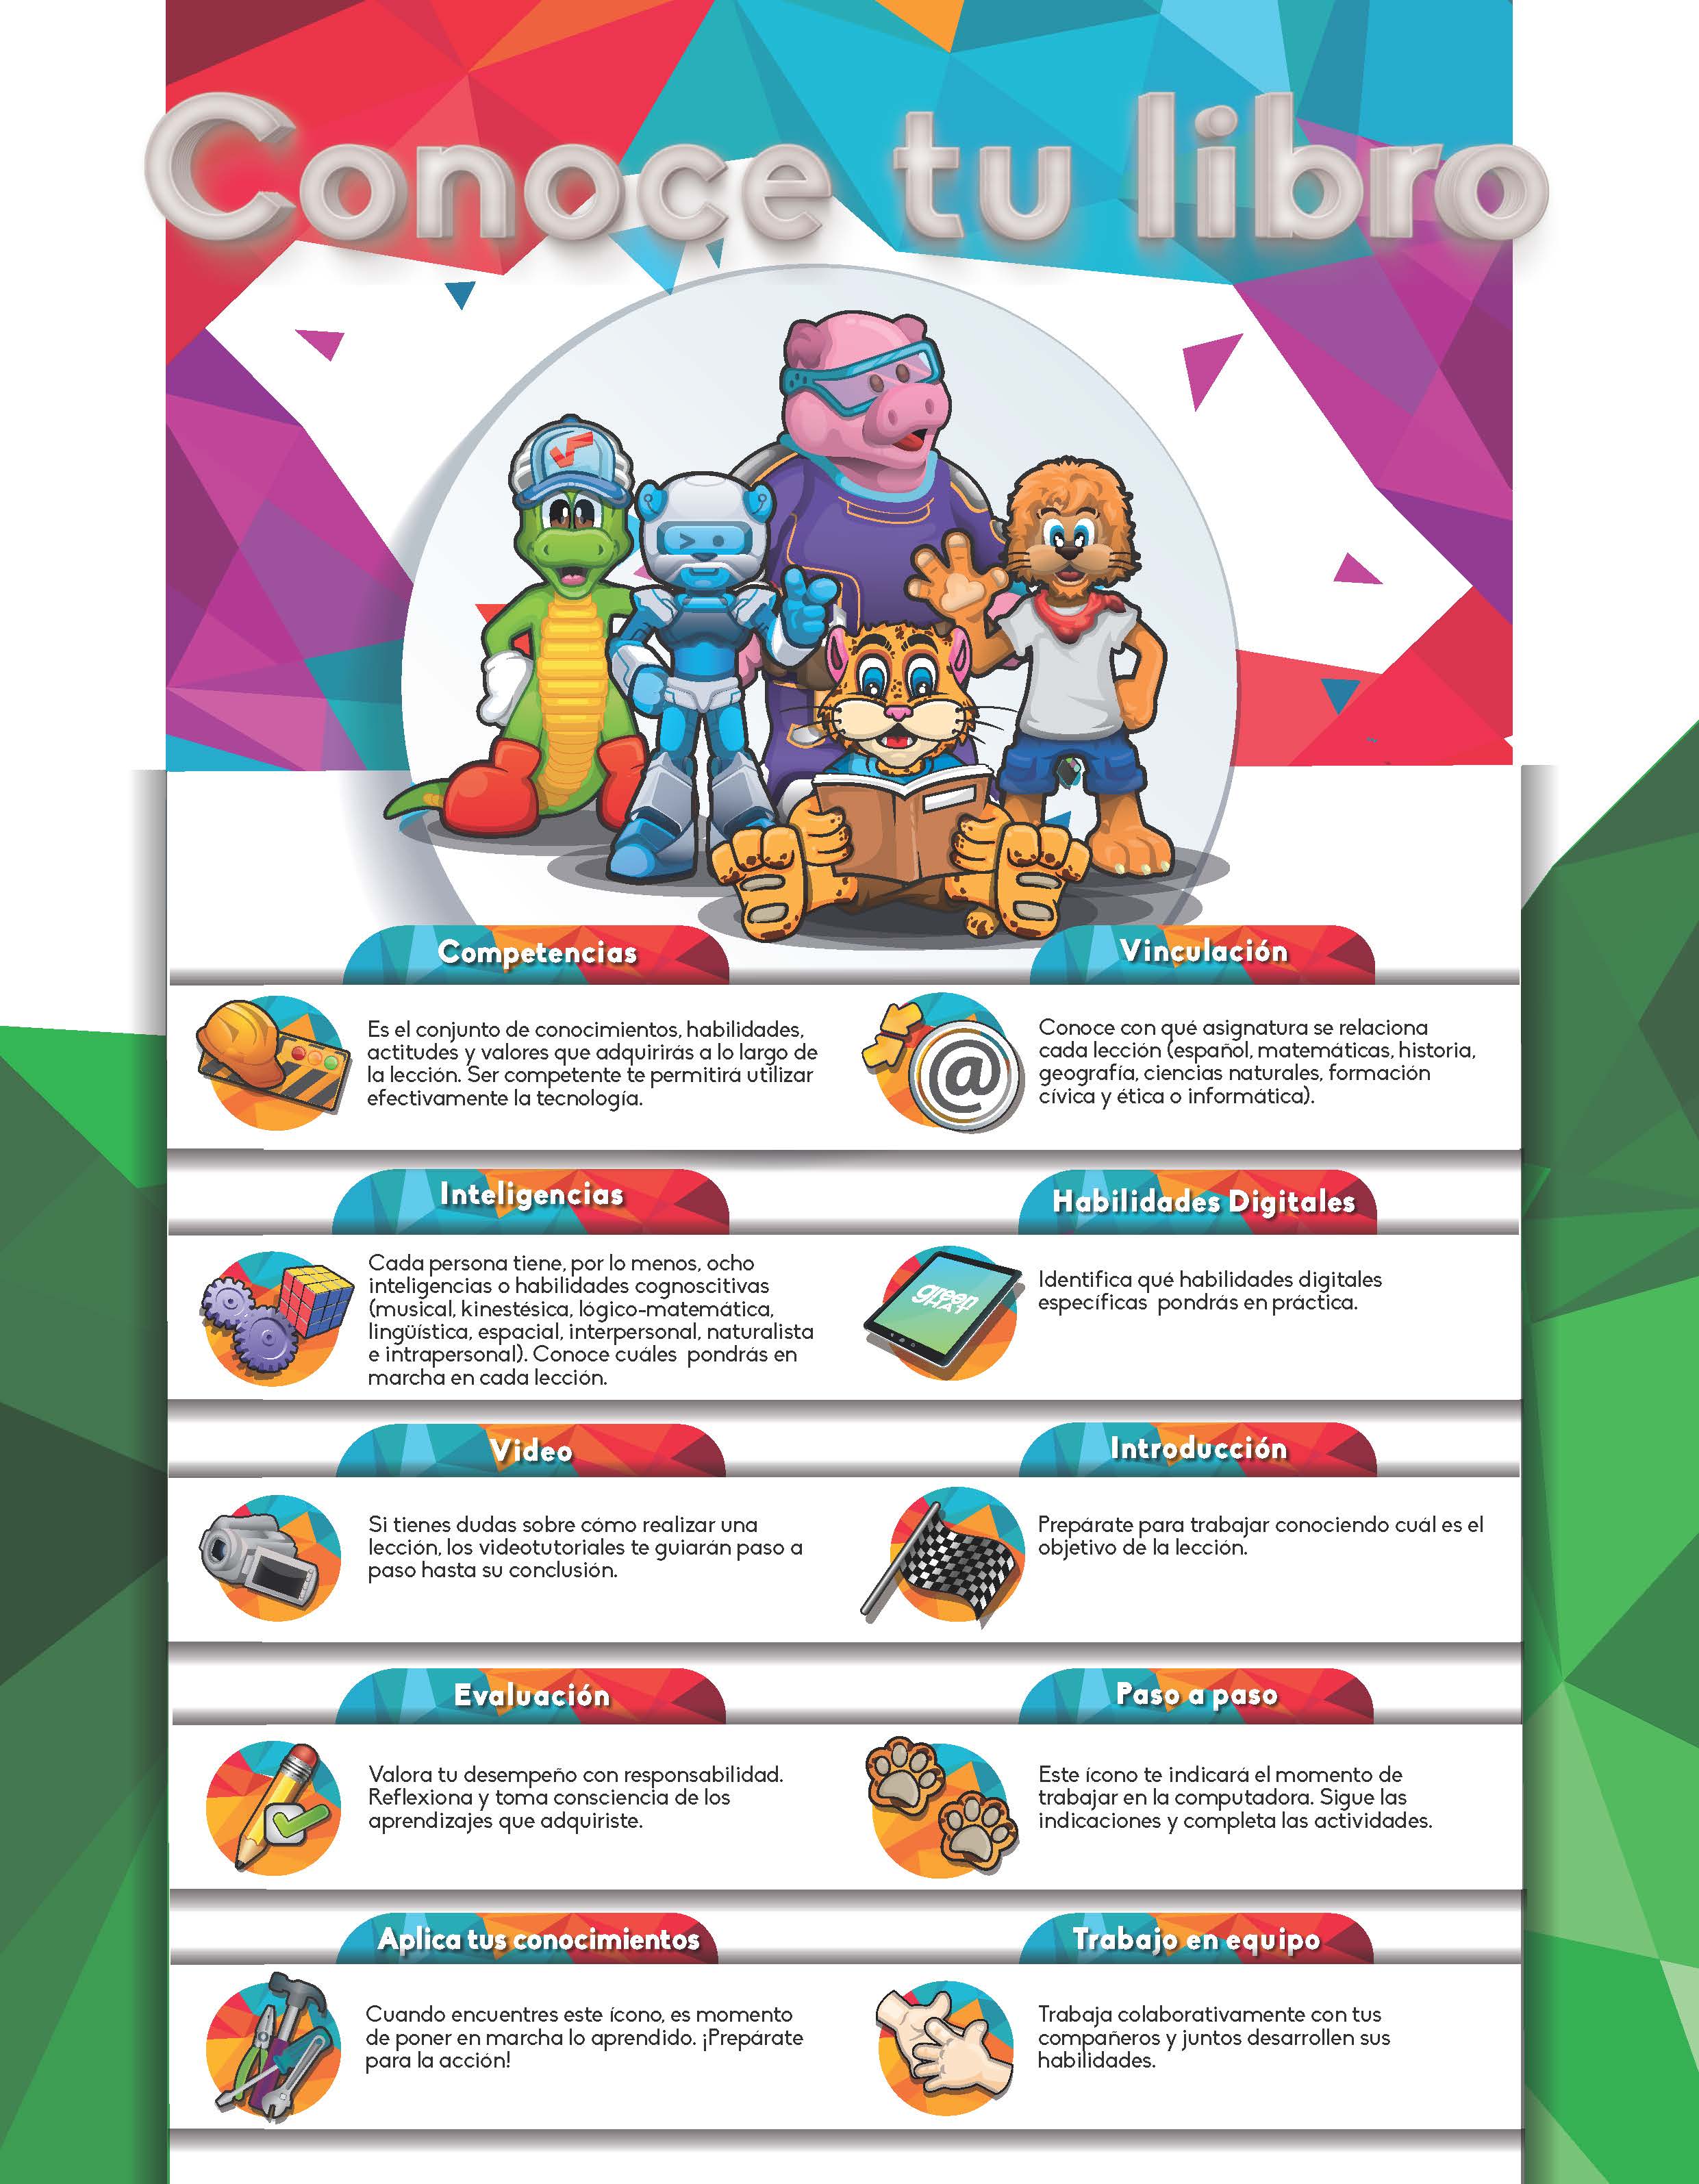 Conoce tu libro
Competencias
Es el conjunto de conocimientos, habilidades,
actitudes y valores que adquirirás a lo largo de
la lección. Ser competente te permitirá utilizar
efectivamente la tecnología.
Vinculación
@
Conoce con qué asignatura se relaciona
cada lección (español, matemáticas, historia,
geografía, ciencias naturales, formación
cívica y ética o informática).
Inteligencias
Cada persona tiene, por lo menos, ocho
inteligencias o habilidades cognoscitivas
(musical, kinestésica, lógico-matemática,
lingüística, espacial, interpersonal, naturalista
e intrapersonal). Conoce cuáles pondrás en
marcha en cada lección.
Habilidades Digitales
green
HAT
Identifica qué habilidades digitales
específicas pondrás en práctica.
Video
Si tienes dudas sobre cómo realizar una
lección, los videotutoriales te guiarán paso a
paso hasta su conclusión.
Introducción
Prepárate para trabajar conociendo cuál es el
objetivo de la lección.
Evaluación
Valora tu desempeño con responsabilidad.
Reflexiona y toma consciencia de los
aprendizajes que adquiriste.
Paso a paso
Este ícono te indicará el momento de
trabajar en la computadora. Sigue las
indicaciones y completa las actividades.
Aplica tus conocimientos
Cuando encuentres este ícono, es momento
de poner en marcha lo aprendido. ¡Prepárate
para la acción!
Trabajo en equipo
Trabaja colaborativamente con tus
compañeros y juntos desarrollen sus
habilidades.